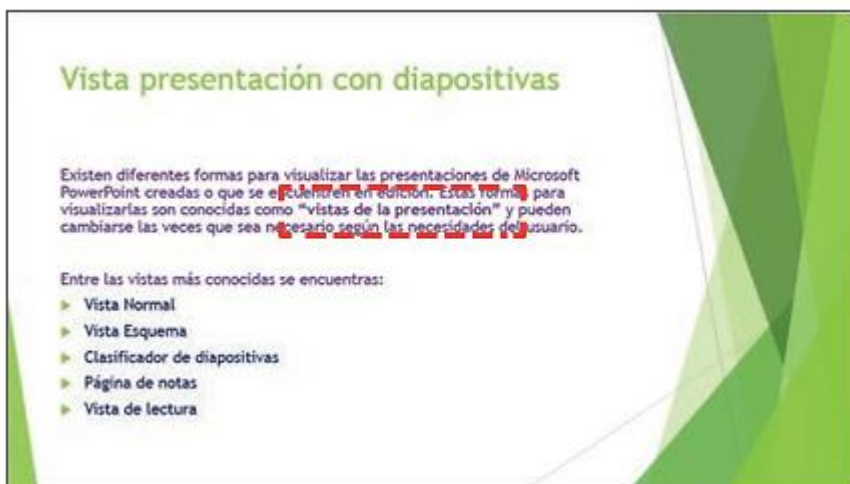 Vista presentación con diapositivas
Existen diferentes formas para visualizar las presentaciones de Microsoft
PowerPoint creadas o que se encuentren en edición. Estas formas para
visualizarlas son conocidas como “vistas de la presentación” y pueden
cambiarse las veces que sea necesario según las necesidades del usuario.
Entre las vistas más conocidas se encuentras:
Vista Normal
Vista Esquema
Clasificador de diapositivas
Página de notas
Vista de lectura